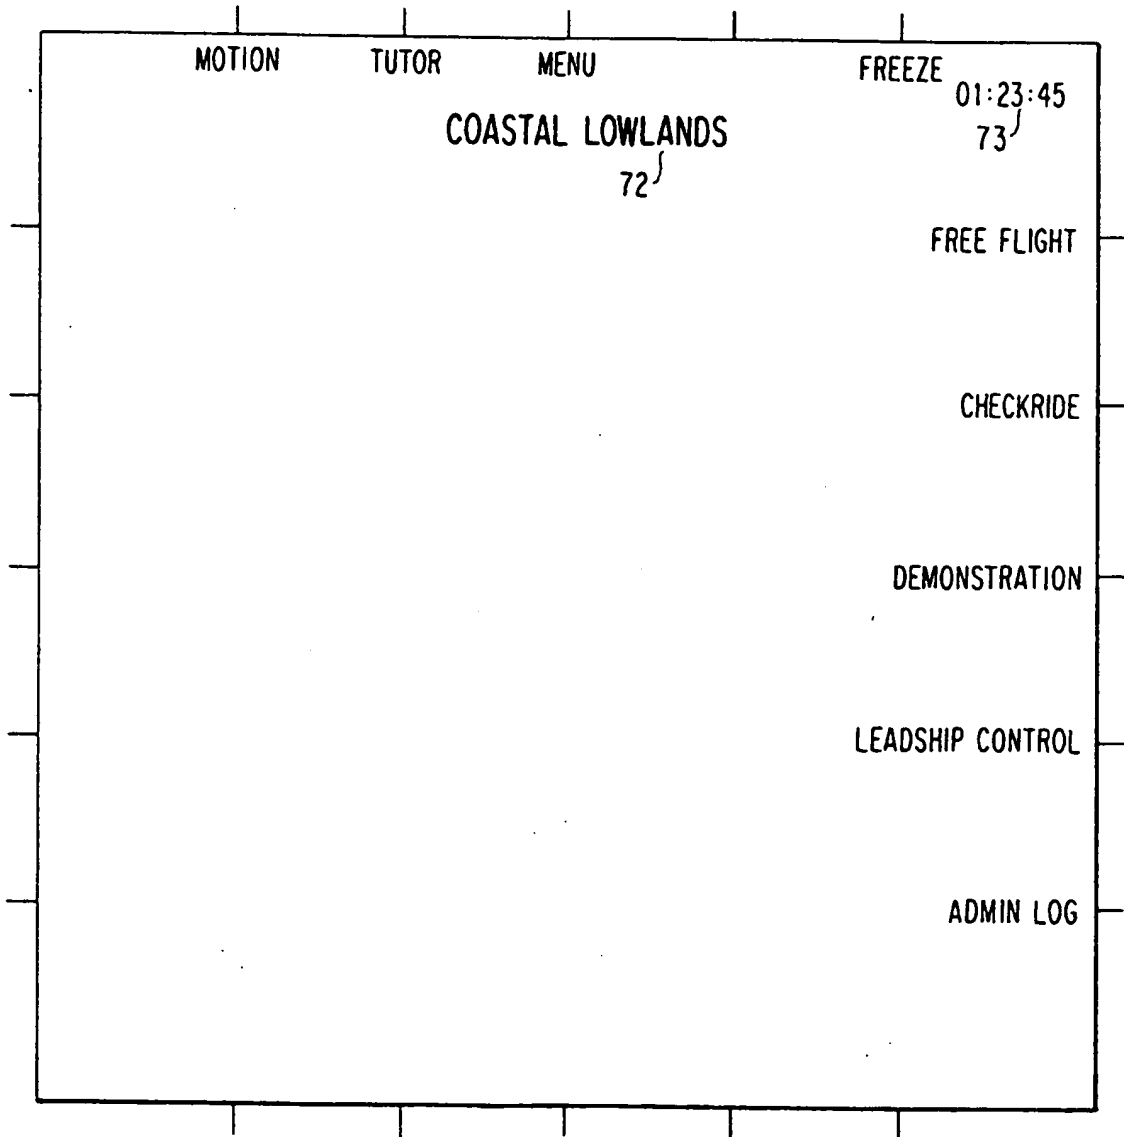 MOTION TUTOR MENU FREEZE
01:23:45
73
COASTAL LOWLANDS
72
FREE FLIGHT
CHECKRIDE
DEMONSTRATION
LEADSHIP CONTROL
ADMIN LOG